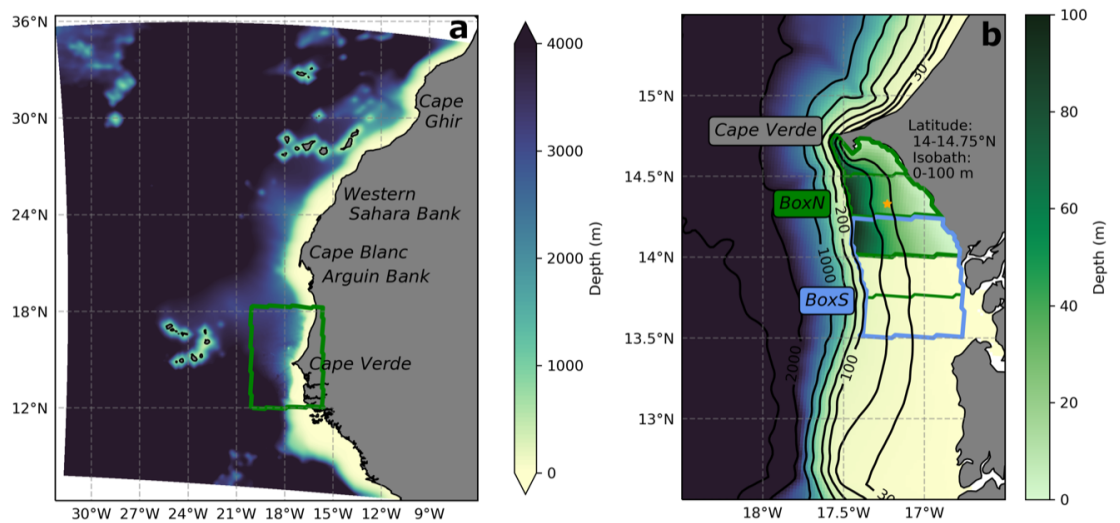 a
36°N
30°N
24°N
18°N
12°N
30°W 27°W 24°W 21°W 18°W 15°W 12°W 9°W
Cape
Ghir
Western
Sahara Bank
Cape Blanc
Arguin Bank
Cape Verde
4000
3000
2000
1000
0
Depth (m)
b
15°N
14.5°N
14°N
13.5°N
13°N
18°W 17.5°W 17°W
30
Cape Verde
Latitude:
14-14.75°N
Isobath:
0-100 m
BoxN
200
1000
BoxS
2000
100
30
100
80
60
40
20
0
Depth (m)